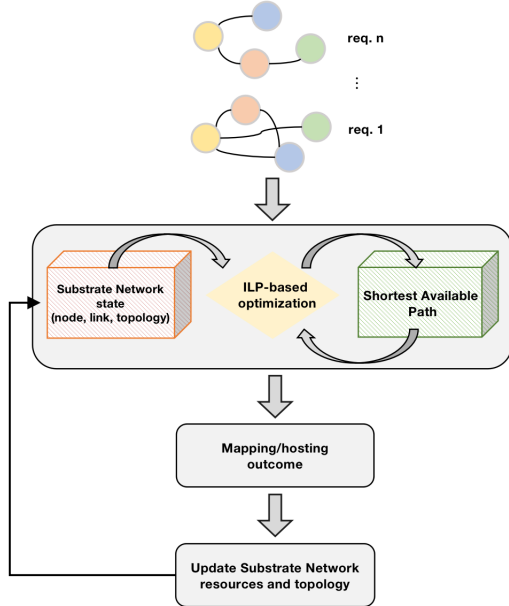 req. n
⋮
req. 1
Substrate Network
state
(node, link, topology)
ILP-based
optimization
Shortest Available
Path
Mapping/hosting
outcome
Update Substrate Network
resources and topology